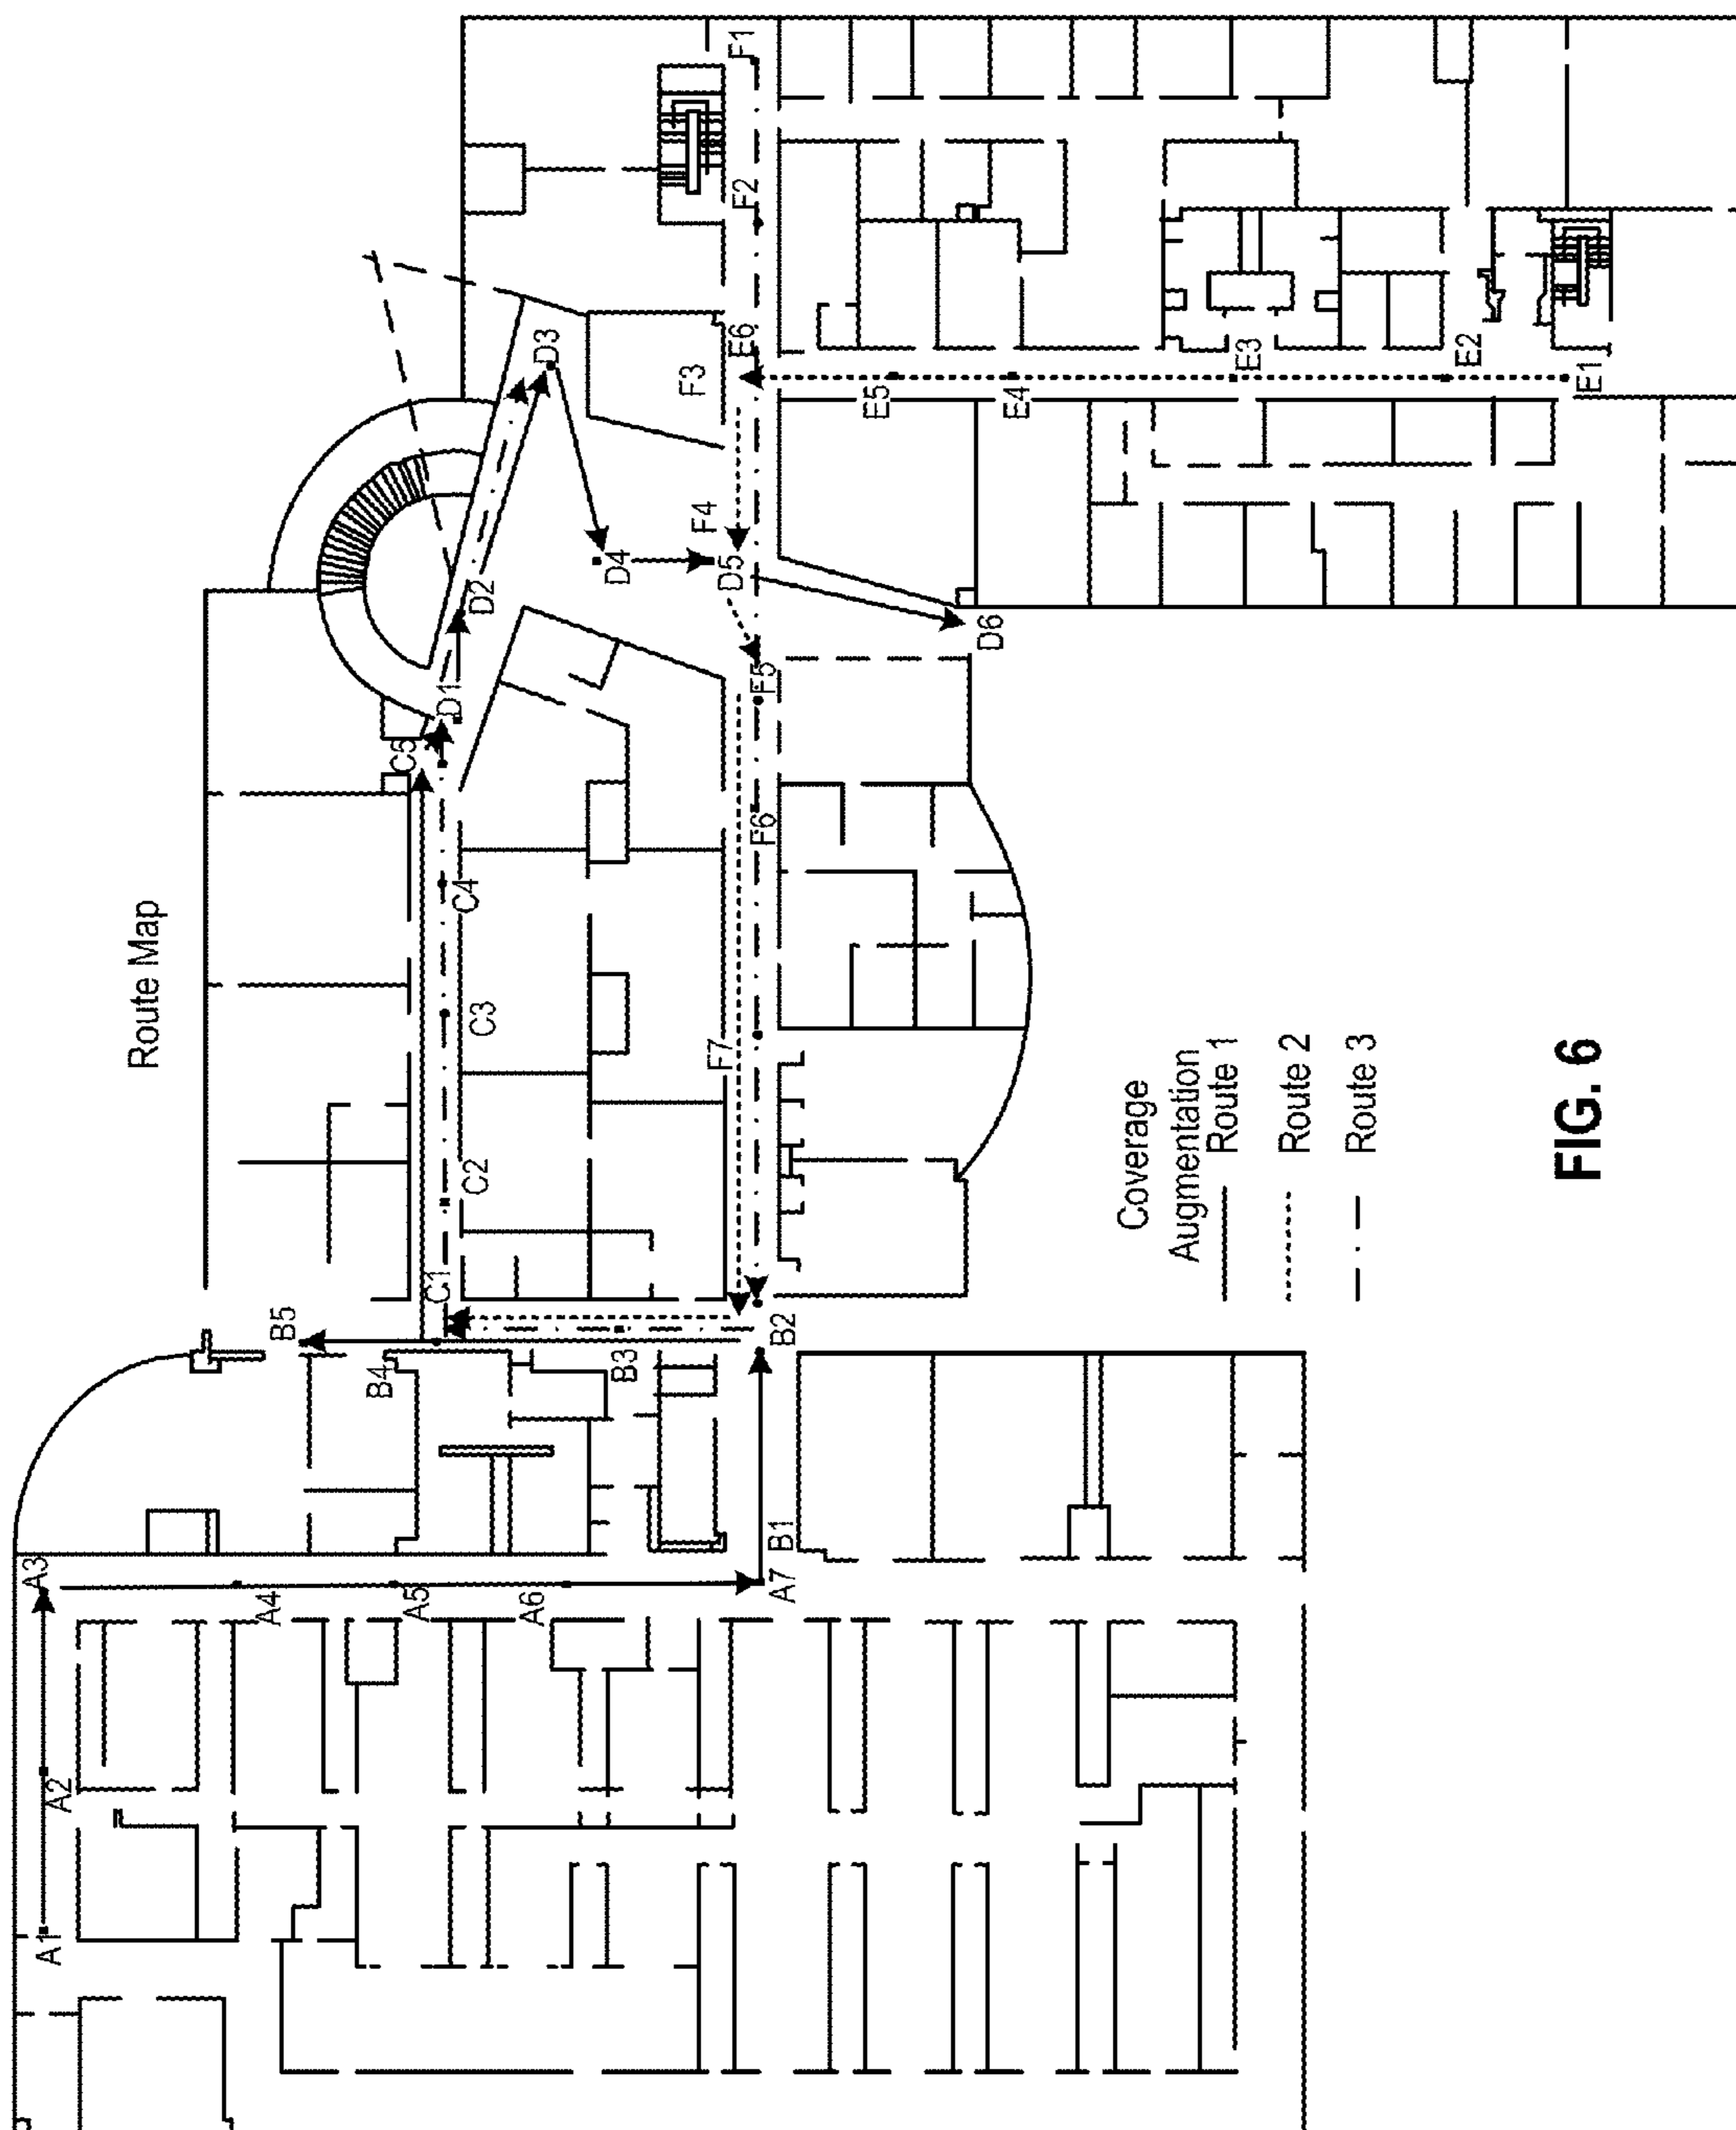 Route Map
A1
A2
A3
A4
A5
A6
A7
B1
B2
B3
B4
B5
C1
C2
C3
C4
C5
D1
D2
D3
D4
D5
D6
E1
E2
E3
E4
E5
E6
F1
F2
F3
F4
F5
F6
F7
Coverage
Augmentation
Route 1
Route 2
Route 3
FIG. 6